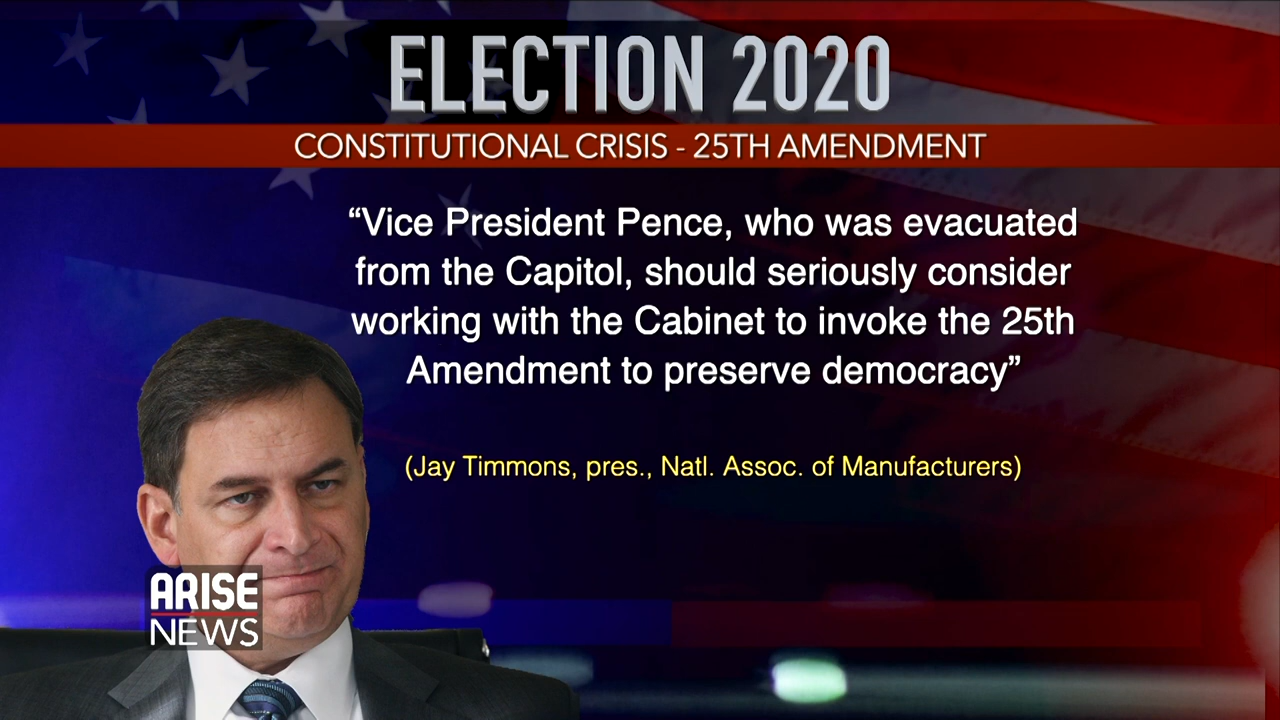 ELECTION 2020
CONSTITUTIONAL CRISIS - 25TH AMENDMENT
“Vice President Pence, who was evacuated
from the Capitol, should seriously consider
working with the Cabinet to invoke the 25th
Amendment to preserve democracy”
(Jay Timmons, pres., Natl. Assoc. of Manufacturers)
ARISE
NEWS